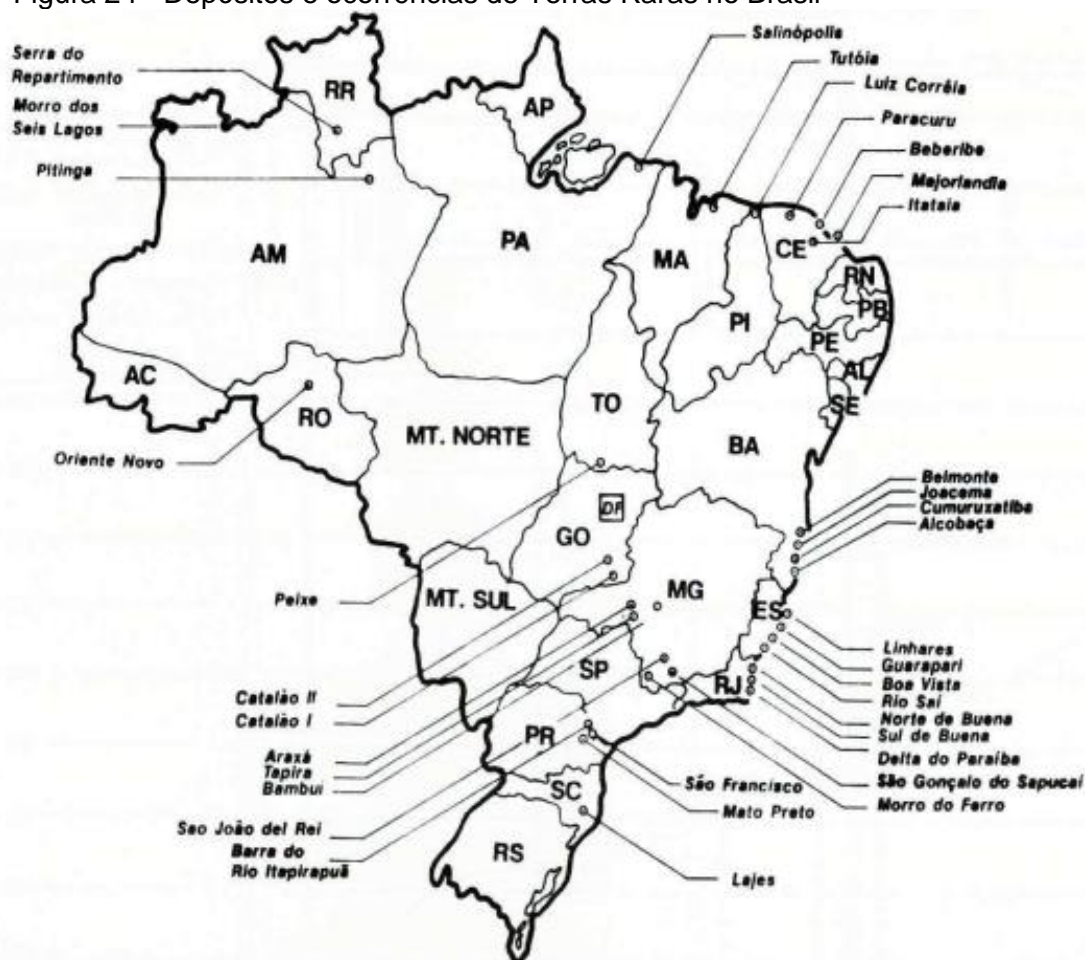 Figura 24 - Depósitos e ocorrências de Terras Raras no Brasil
Serra do
Repartimento
Morro dos
Seis Lagos
Pitinga
Salinópolis
Tutóia
Luiz Corrêia
Paracuru
Beberibe
Majorlandia
Itataia
RR
AP
AM
PA
MA
CE
RN
PB
PI
PE
AL
SE
AC
RO
TO
MT. NORTE
BA
Oriente Novo
DF
GO
Belmonte
Joacema
Cumuruxatiba
Alcobaça
Peixe
MT. SUL
MG
ES
SP
RJ
Linhares
Guarapari
Boa Vista
Rio Sai
Norte de Buena
Sul de Buena
Delta do Paraiba
São Gonçalo do Sapucai
Morro do Ferro
Catalão II
Catalão I
Araxá
Tapira
Bambui
PR
São Francisco
Mato Preto
SC
Sao João del Rei
Barra do
Rio Itapirapuã
RS
Lajes